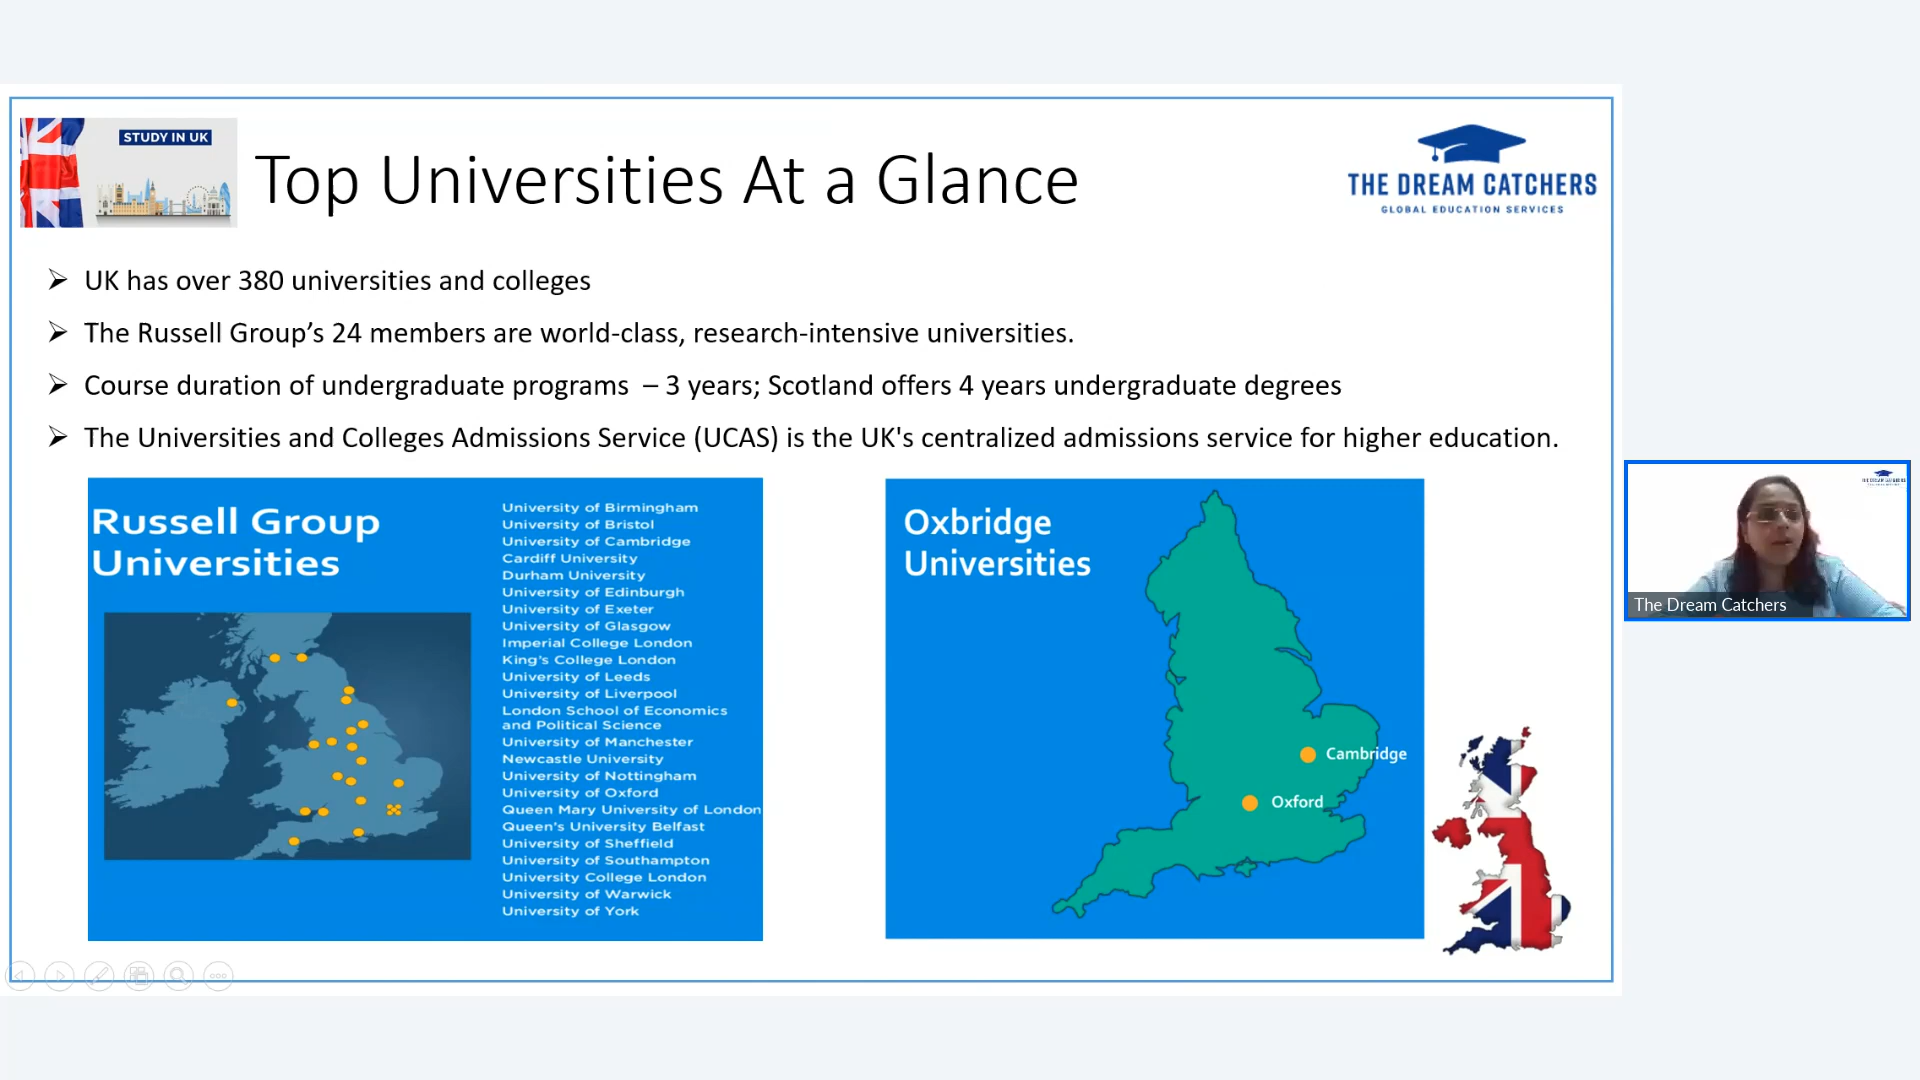 STUDY IN UK
Top Universities At a Glance
THE DREAM CATCHERS
GLOBAL EDUCATION SERVICES
➢ UK has over 380 universities and colleges
➢ The Russell Group’s 24 members are world-class, research-intensive universities.
➢ Course duration of undergraduate programs – 3 years; Scotland offers 4 years undergraduate degrees
➢ The Universities and Colleges Admissions Service (UCAS) is the UK's centralized admissions service for higher education.
Russell Group
Universities
University of Birmingham
University of Bristol
University of Cambridge
Cardiff University
Durham University
University of Edinburgh
University of Exeter
University of Glasgow
Imperial College London
King's College London
University of Leeds
University of Liverpool
London School of Economics
and Political Science
University of Manchester
Newcastle University
University of Nottingham
University of Oxford
Queen Mary University of London
Queen's University Belfast
University of Sheffield
University of Southampton
University College London
University of Warwick
University of York
Oxbridge
Universities
Cambridge
Oxford
The Dream Catchers